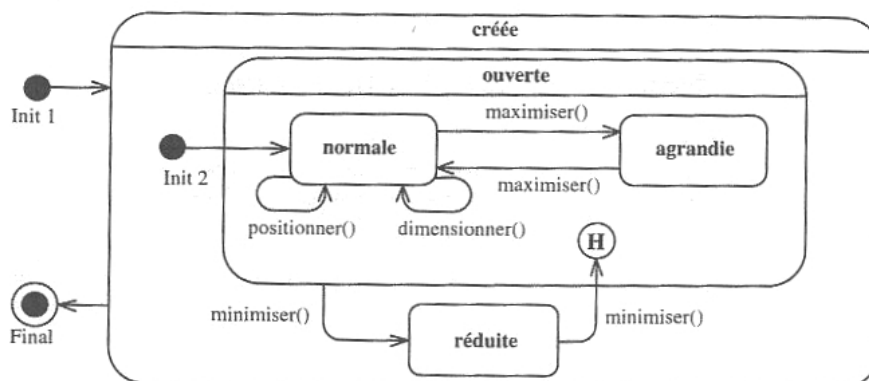 créée
ouverte
Init 1
maximiser()
normale
agrandie
Init 2
maximiser()
positionner()
dimensionner()
H
minimiser()
minimiser()
réduite
Final